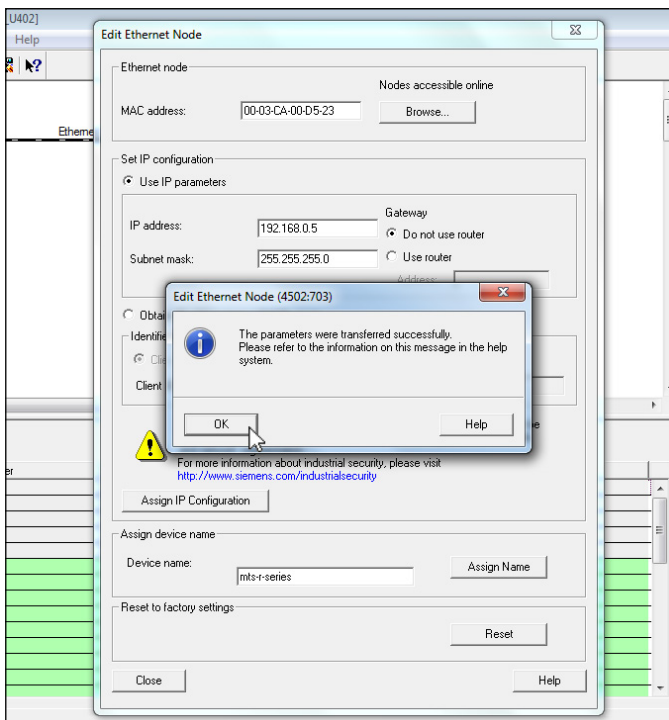 _U402]
Help
Edit Ethernet Node
Ethernet node
Nodes accessible online
MAC address:
00-03-CA-00-D5-23
Browse...
Set IP configuration
Use IP parameters
Gateway
IP address:
192.168.0.5
Do not use router
Subnet mask:
255.255.255.0
Use router
Address:
Edit Ethernet Node (4502:703)
The parameters were transferred successfully.
Please refer to the information on this message in the help
system.
OK
Help
Client
For more information about industrial security, please visit
http://www.siemens.com/industrialsecurity
Assign IP Configuration
Assign device name
Device name:
mts-r-series
Assign Name
Reset to factory settings
Reset
Close
Help